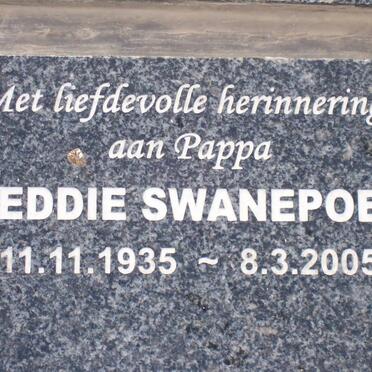 Met liefdevolle herinnering
aan Pappa
EDDIE SWANEPOE
11.11.1935 ~ 8.3.2005